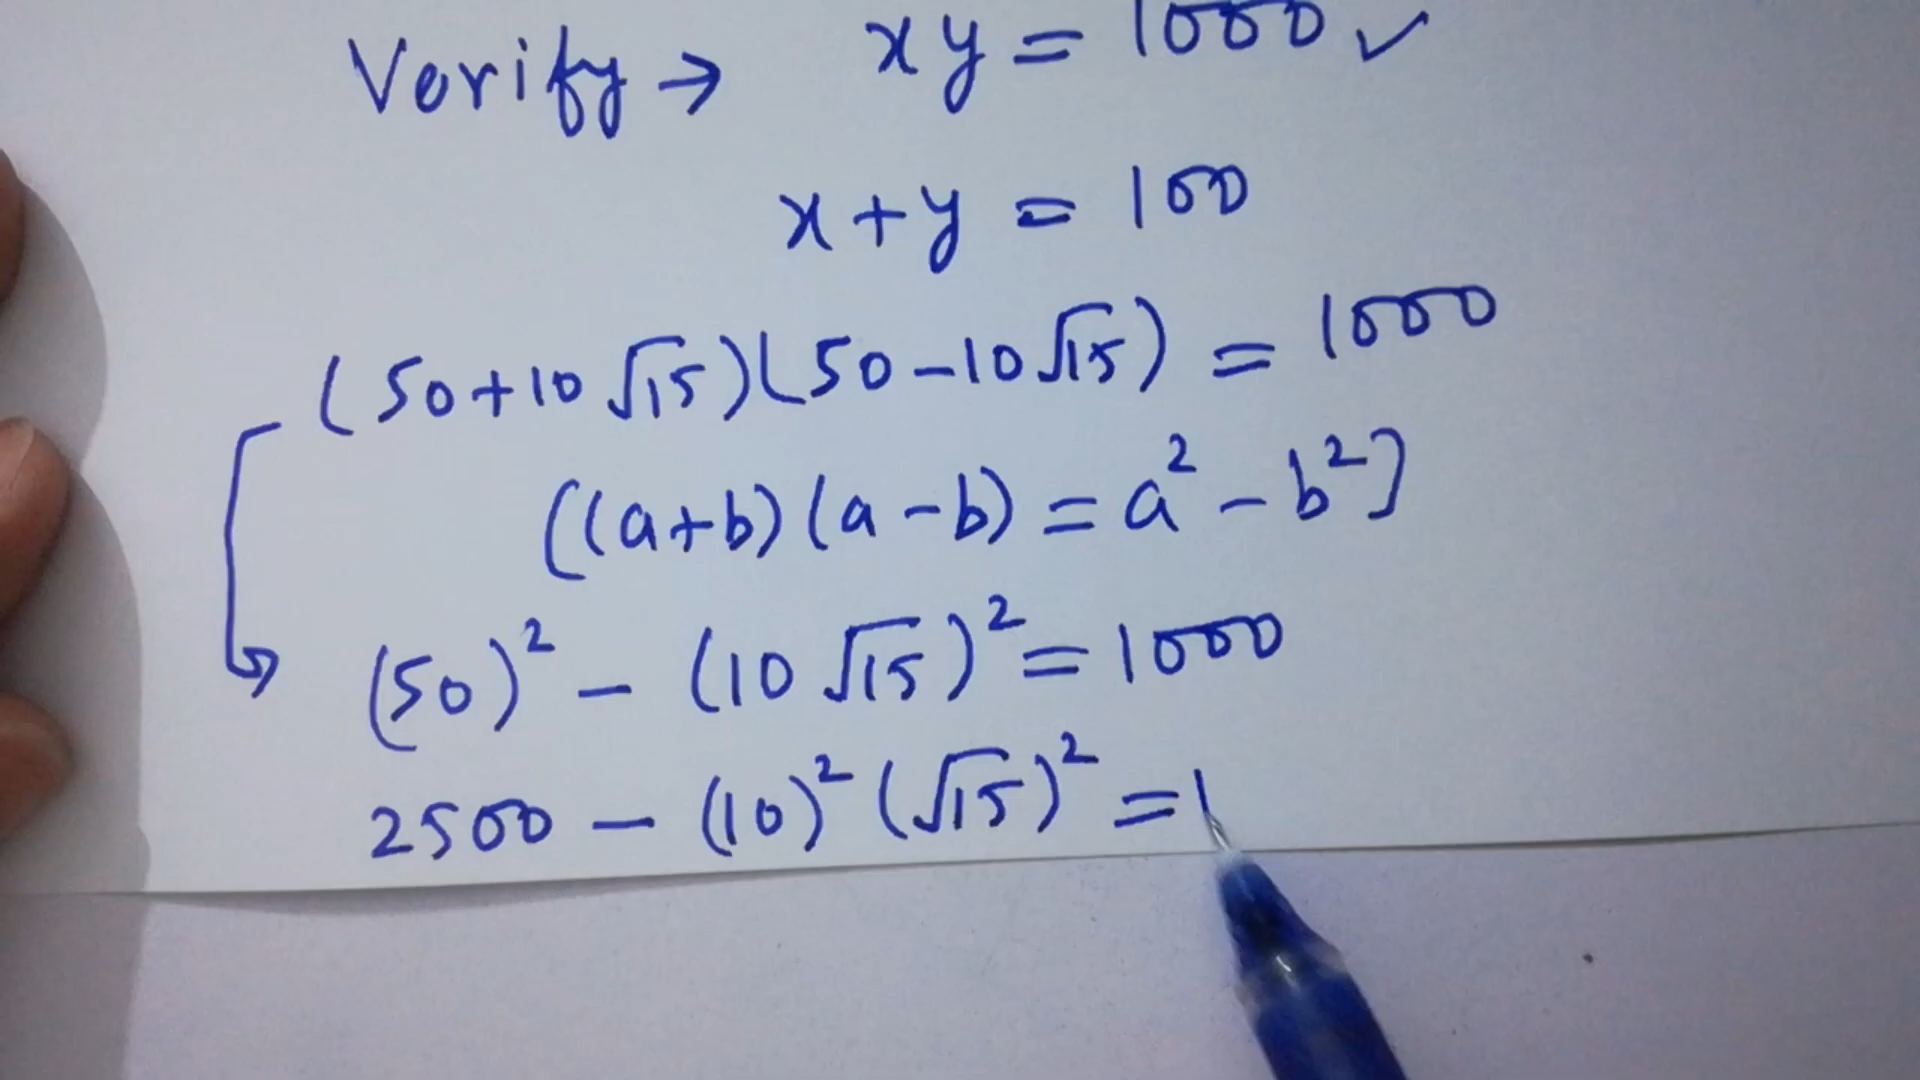 Verify → xy = 1000 ✓
x + y = 100
(50+10√15)(50-10√15) = 1000
((a+b)(a-b) = a² - b²]
(50)² - (10√15)² = 1000
2500 - (10)² (√15)² = 1